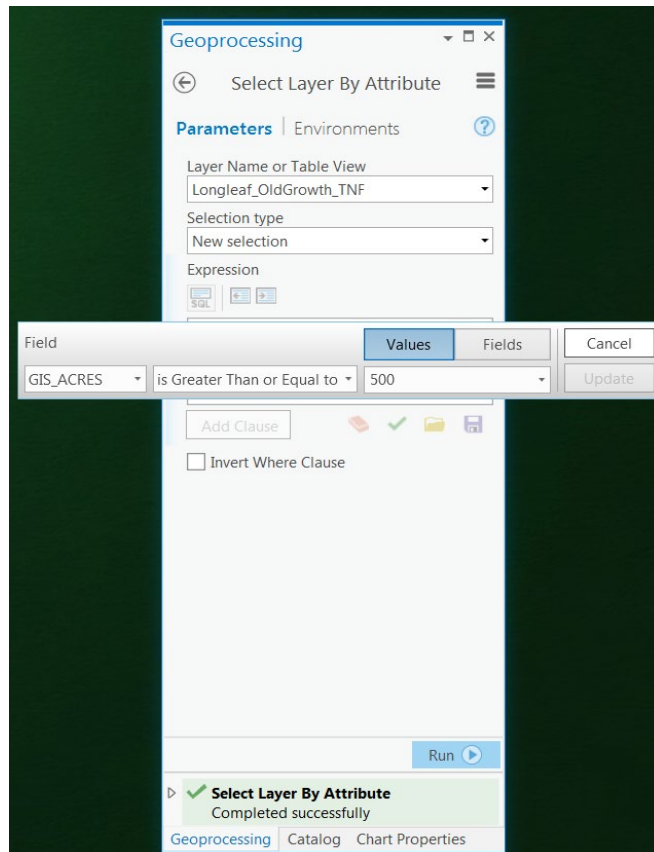 Geoprocessing
Select Layer By Attribute
Parameters | Environments
Layer Name or Table View
Longleaf_OldGrowth_TNF
Selection type
New selection
Expression
SQL
Field Values Fields Cancel
GIS_ACRES is Greater Than or Equal to 500 Update
Add Clause
Invert Where Clause
Run
Select Layer By Attribute
Completed successfully
Geoprocessing Catalog Chart Properties